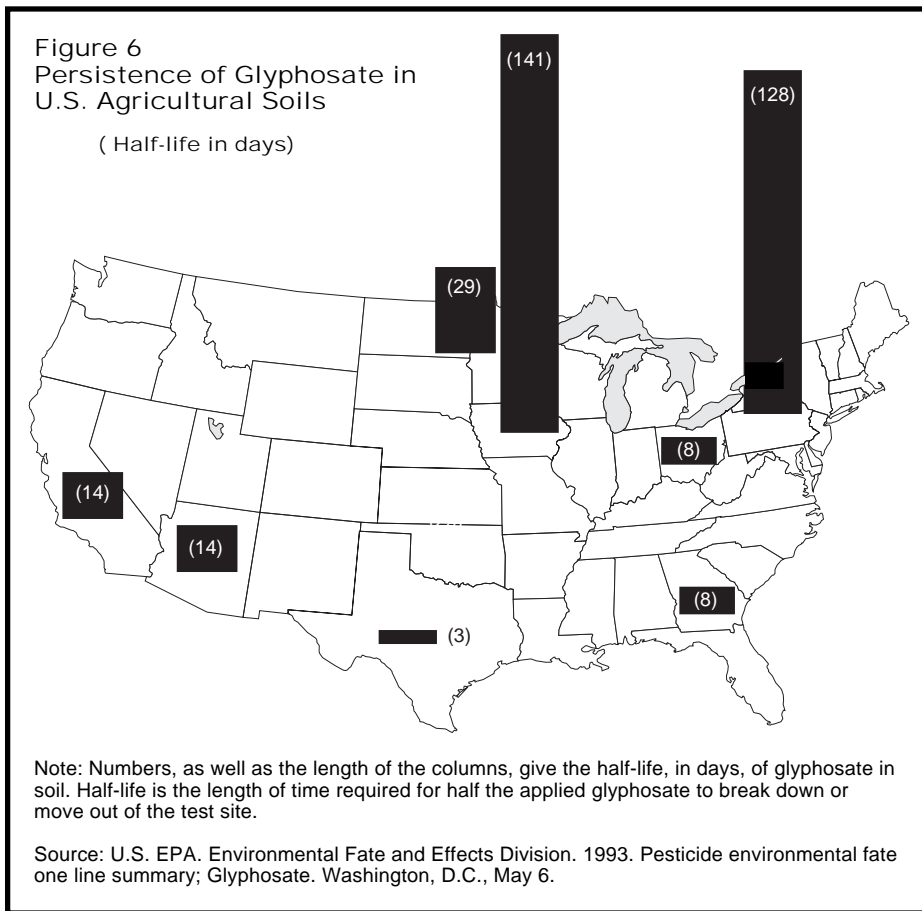 Figure 6
Persistence of Glyphosate in
U.S. Agricultural Soils
( Half-life in days)
(141)
(128)
(29)
(8)
(14)
(14)
(8)
(3)
Note: Numbers, as well as the length of the columns, give the half-life, in days, of glyphosate in
soil. Half-life is the length of time required for half the applied glyphosate to break down or
move out of the test site.
Source: U.S. EPA. Environmental Fate and Effects Division. 1993. Pesticide environmental fate
one line summary; Glyphosate. Washington, D.C., May 6.